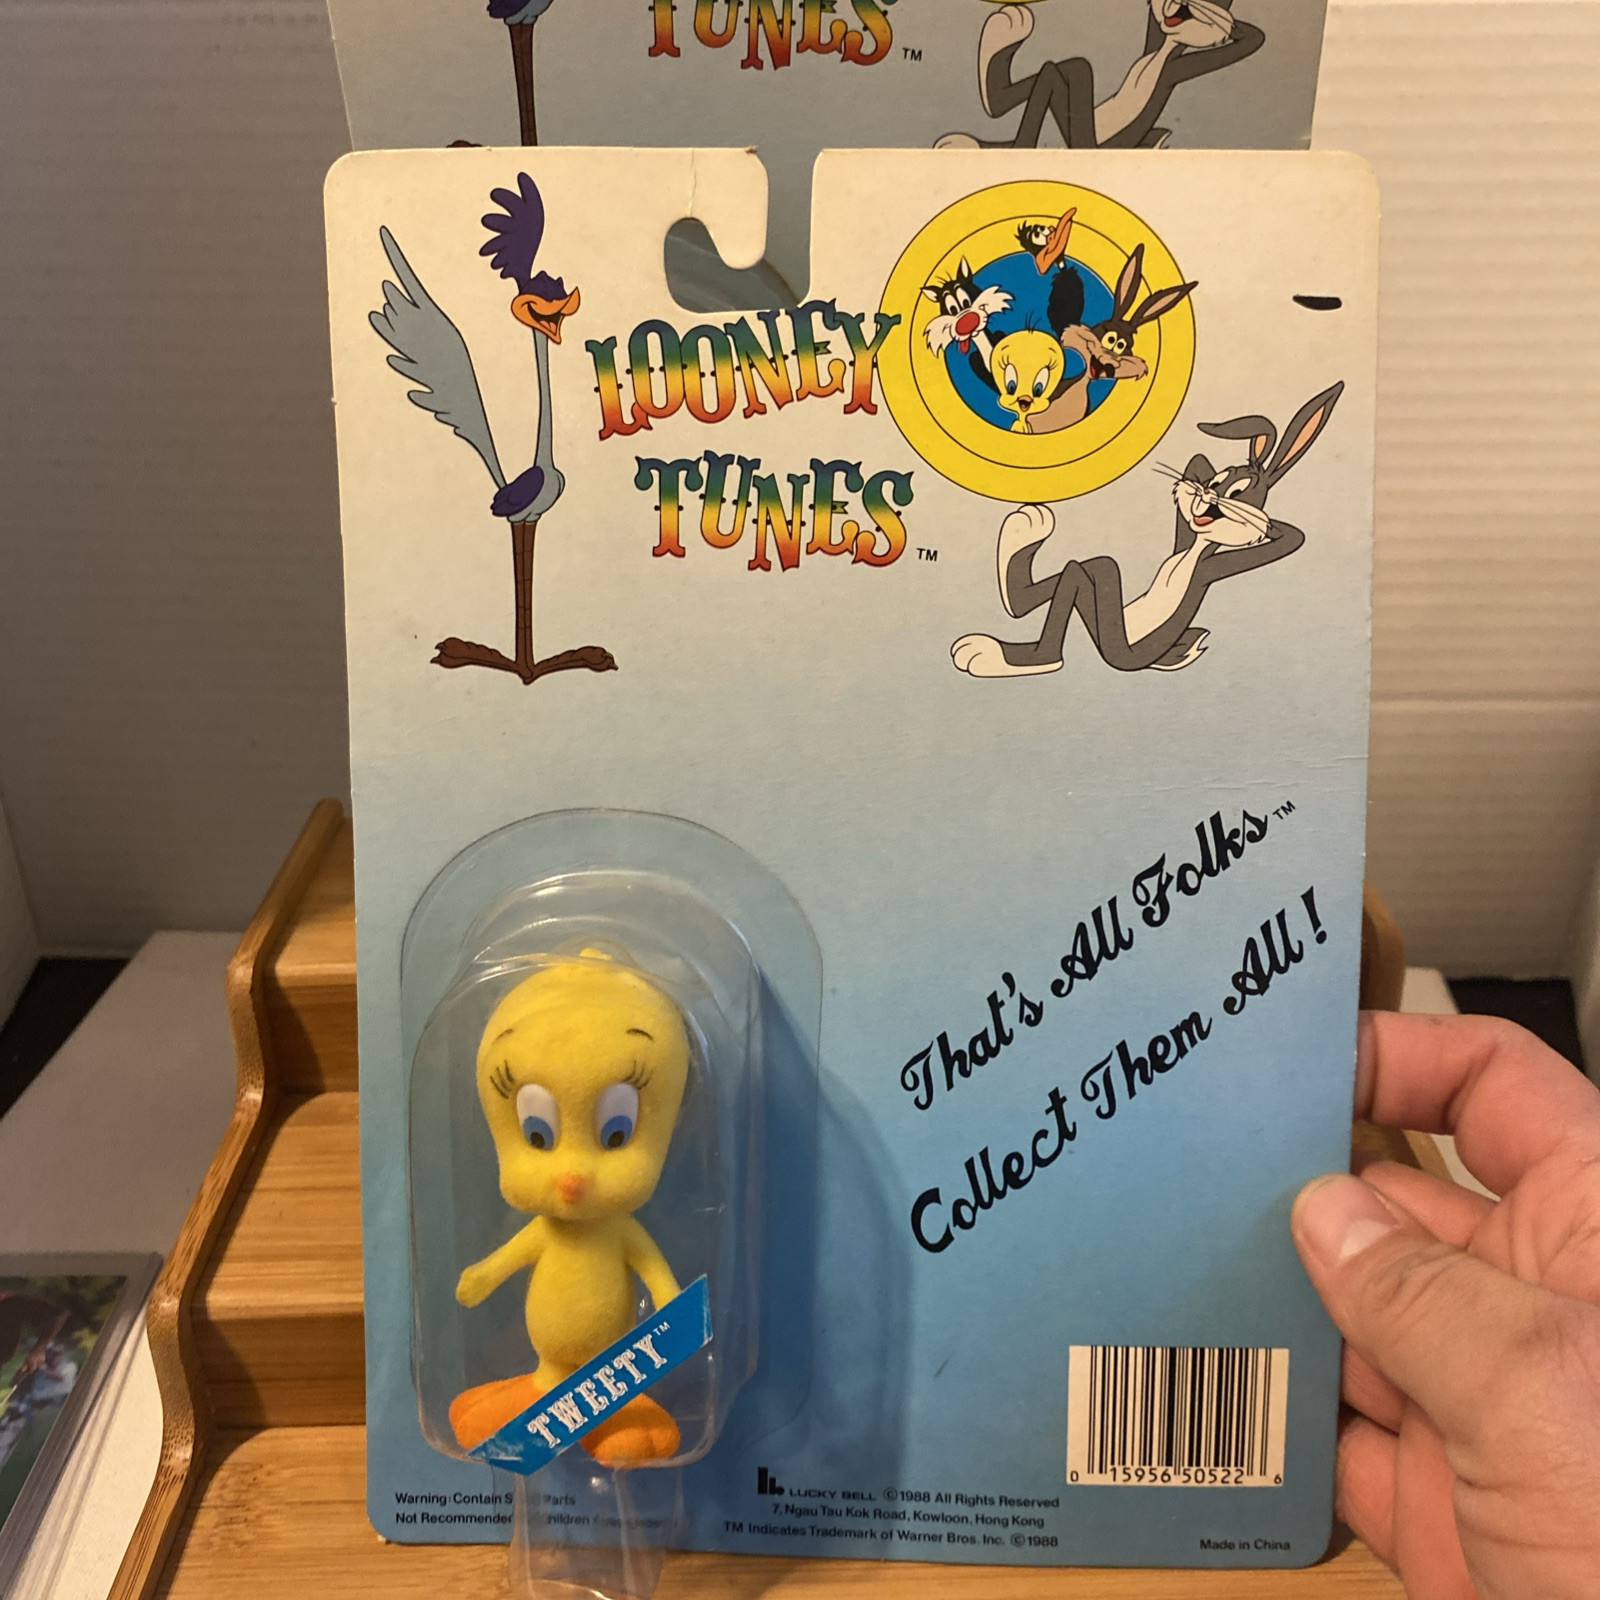 TUNES TM
LOONEY
TUNES TM
That's All Folks TM
Collect Them All!
TWEETY TM
0 15956 50522 6
Warning: Contain
Not Recommended
LUCKY BELL © 1988 All Rights Reserved
7, Ngau Tau Kok Road, Kowloon, Hong Kong
TM Indicates Trademark of Warner Bros. Inc. © 1988
Made in China